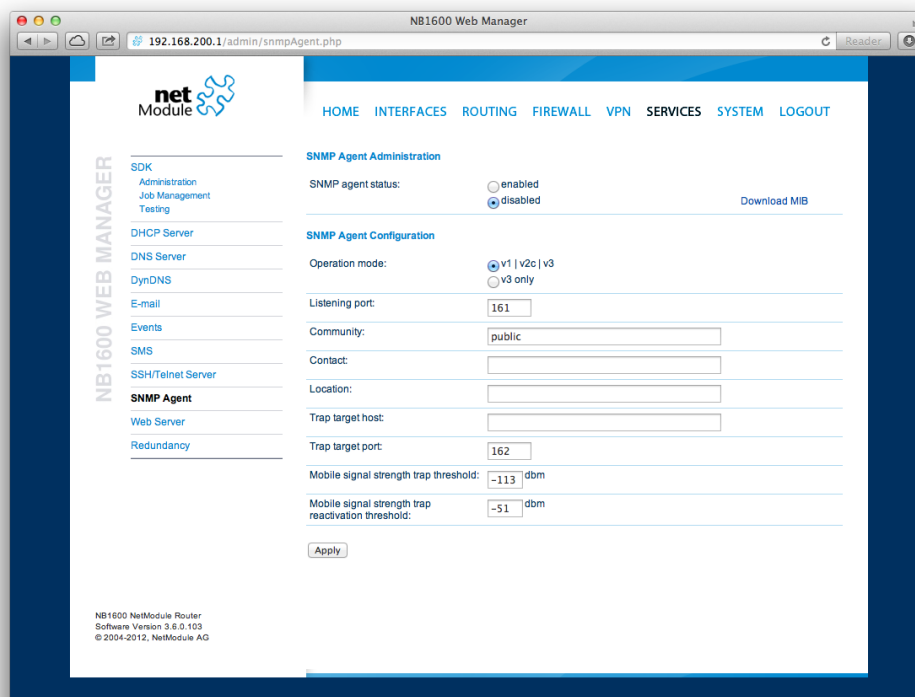 NB1600 Web Manager
192.168.200.1/admin/snmpAgent.php
Reader
net
Module
HOME INTERFACES ROUTING FIREWALL VPN SERVICES SYSTEM LOGOUT
NB1600 WEB MANAGER
SDK
Administration
Job Management
Testing
DHCP Server
DNS Server
DynDNS
E-mail
Events
SMS
SSH/Telnet Server
SNMP Agent
Web Server
Redundancy
SNMP Agent Administration
SNMP agent status:
enabled
disabled
Download MIB
SNMP Agent Configuration
Operation mode:
v1 | v2c | v3
v3 only
Listening port: 161
Community: public
Contact:
Location:
Trap target host:
Trap target port: 162
Mobile signal strength trap threshold: -113 dbm
Mobile signal strength trap
reactivation threshold: -51 dbm
Apply
NB1600 NetModule Router
Software Version 3.6.0.103
© 2004-2012, NetModule AG